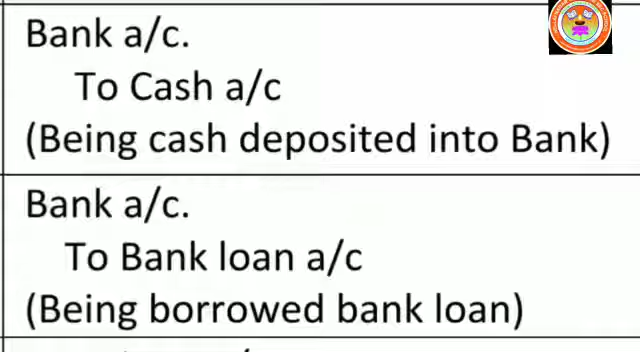 Bank a/c.
To Cash a/c
(Being cash deposited into Bank)
Bank a/c.
To Bank loan a/c
(Being borrowed bank loan)